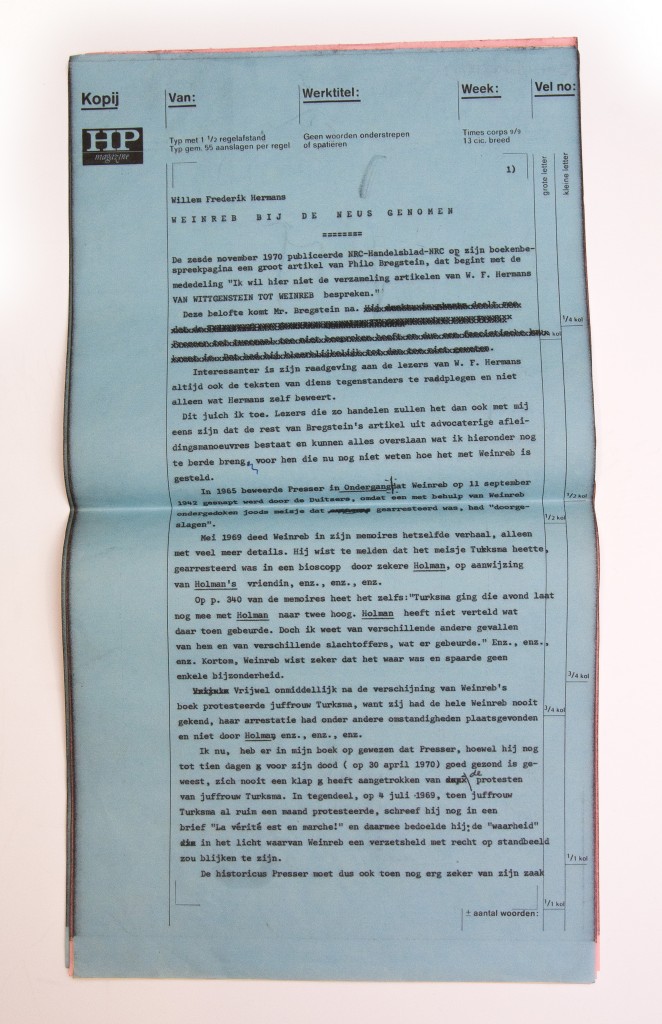 Kopij
Van:
Werktitel:
Week:
Vel no:
HP
magazine
Typ met 1 1/2 regelafstand
Typ gem. 55 aanslagen per regel
Geen woorden onderstrepen
of spatiëren
Times corps 9/9
13 cic. breed
grote letter
kleine letter
1)
Willem Frederik Hermans
WEINREB BIJ DE NEUS GENOMEN
========
De zesde november 1970 publiceerde NRC-Handelsblad-NRC op zijn boekenbe-
spreekpagina een groot artikel van Philo Bregstein, dat begint met de
mededeling "Ik wil hier niet de verzameling artikelen van W. F. Hermans
VAN WITTGENSTEIN TOT WEINREB bespreken."
Deze belofte komt Mr. Bregstein na.
1/4 kol
Interessanter is zijn raadgeving aan de lezers van W. F. Hermans
altijd ook de teksten van diens tegenstanders te raddplegen en niet
alleen wat Hermans zelf beweert.
Dit juich ik toe. Lezers die zo handelen zullen het dan ook met mij
eens zijn dat de rest van Bregstein's artikel uit advocaterige aflei-
dingsmanoeuvres bestaat en kunnen alles overslaan wat ik hieronder nog
te berde breng, voor hen die nu nog niet weten hoe het met Weinreb is
gesteld.
In 1965 beweerde Presser in Ondergang dat Weinreb op 11 september
1/2 kol
1942 gesnapt werd door de Duitsers, omdat een met behulp van Weinreb
ondergedoken joods meisje dat gearresteerd was, had "doorge-
1/2 kol
slagen".
Mei 1969 deed Weinreb in zijn memoires hetzelfde verhaal, alleen
met veel meer details. Hij wist te melden dat het meisje Tukksma heette,
gearresteerd was in een bioscopp door zekere Holman, op aanwijzing
van Holman's vriendin, enz., enz., enz.
Op p. 340 van de memoires heet het zelfs:"Turksma ging die avond laat
nog mee met Holman naar twee hoog. Holman heeft niet verteld wat
daar toen gebeurde. Doch ik weet van verschillende andere gevallen
van hem en van verschillende slachtoffers, wat er gebeurde." Enz., enz.,
enz. Kortom, Weinreb wist zeker dat het waar was en spaarde geen
enkele bijzonderheid.
3/4 kol
Vrijwel onmiddellijk na de verschijning van Weinreb's
boek protesteerde juffrouw Turksma, want zij had de hele Weinreb nooit
3/4 kol
gekend, haar arrestatie had onder andere omstandigheden plaatsgevonden
en niet door Holman, enz., enz., enz.
Ik nu, heb er in mijn boek op gewezen dat Presser, hoewel hij nog
tot tien dagen g voor zijn dood ( op 30 april 1970) goed gezond is ge-
weest, zich nooit een klap g heeft aangetrokken van de protesten
van juffrouw Turksma. In tegendeel, op 4 juli 1969, toen juffrouw
Turksma al ruim een maand protesteerde, schreef hij nog in een
brief "La vérité est en marche!" en daarmee bedoelde hij: de "waarheid"
in het licht waarvan Weinreb een verzetsheld met recht op standbeeld
zou blijken te zijn.
1/1 kol
De historicus Presser moet dus ook toen nog erg zeker van zijn zaak
1/1 kol
± aantal woorden: